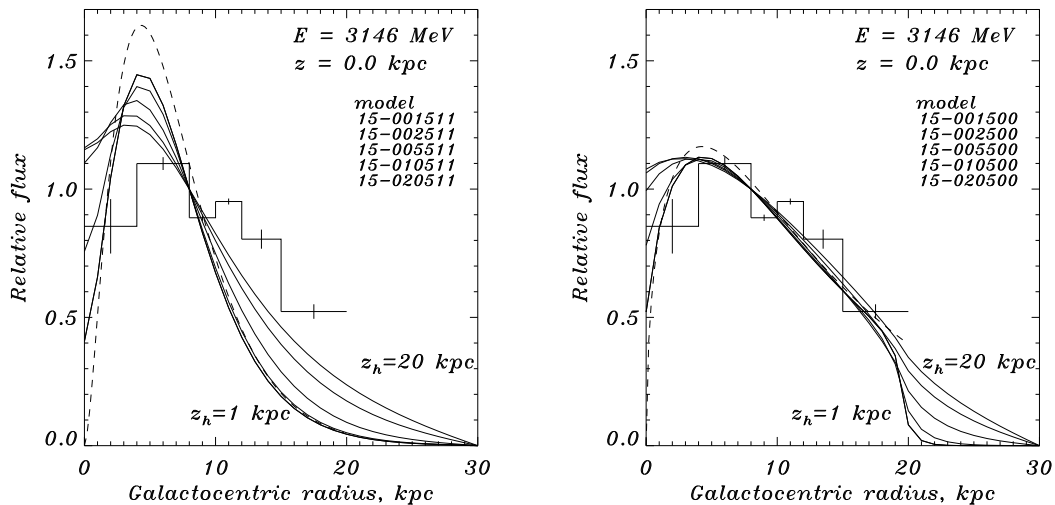 E = 3146 MeV
z = 0.0 kpc
model
15-001511
15-002511
15-005511
15-010511
15-020511
Relative flux
1.5
1.0
0.5
0.0
z_h=20 kpc
z_h=1 kpc
0 10 20 30
Galactocentric radius, kpc
E = 3146 MeV
z = 0.0 kpc
model
15-001500
15-002500
15-005500
15-010500
15-020500
Relative flux
1.5
1.0
0.5
0.0
z_h=20 kpc
z_h=1 kpc
0 10 20 30
Galactocentric radius, kpc